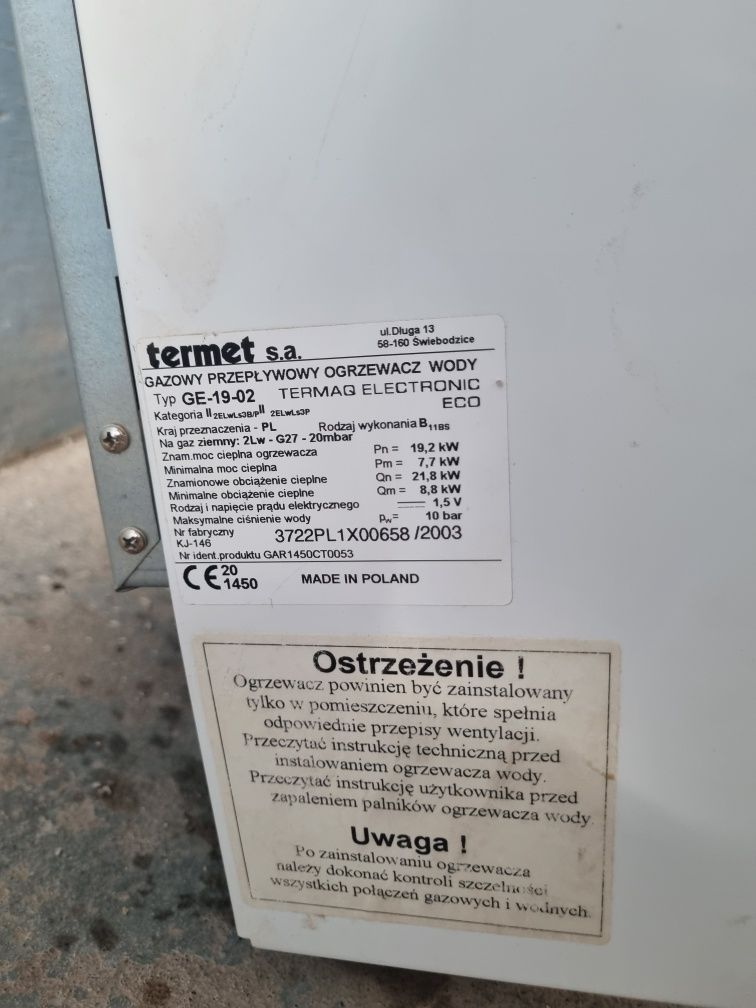 termet s.a.
ul.Długa 13
58-160 Świebodzice
GAZOWY PRZEPŁYWOWY OGRZEWACZ WODY
Typ GE-19-02 TERMAQ ELECTRONIC
ECO
Kategoria II2ELwLs3B/P II 2ELwLs3P
Kraj przeznaczenia - PL Rodzaj wykonania B11BS
Na gaz ziemny: 2Lw - G27 - 20mbar
Znam.moc cieplna ogrzewacza Pn = 19,2 kW
Minimalna moc cieplna Pm = 7,7 kW
Znamionowe obciążenie cieplne Qn = 21,8 kW
Minimalne obciążenie cieplne Qm = 8,8 kW
Rodzaj i napięcie prądu elektrycznego 1,5 V
Maksymalne ciśnienie wody pw= 10 bar
Nr fabryczny 3722PL1X00658 /2003
KJ-146
Nr ident.produktu GAR1450CT0053
CE 20
1450 MADE IN POLAND
Ostrzeżenie !
Ogrzewacz powinien być zainstalowany
tylko w pomieszczeniu, które spełnia
odpowiednie przepisy wentylacji.
Przeczytać instrukcję techniczną przed
instalowaniem ogrzewacza wody.
Przeczytać instrukcję użytkownika przed
zapaleniem palników ogrzewacza wody.
Uwaga !
Po zainstalowaniu ogrzewacza
należy dokonać kontroli szczelności
wszystkich połączeń gazowych i wodnych.